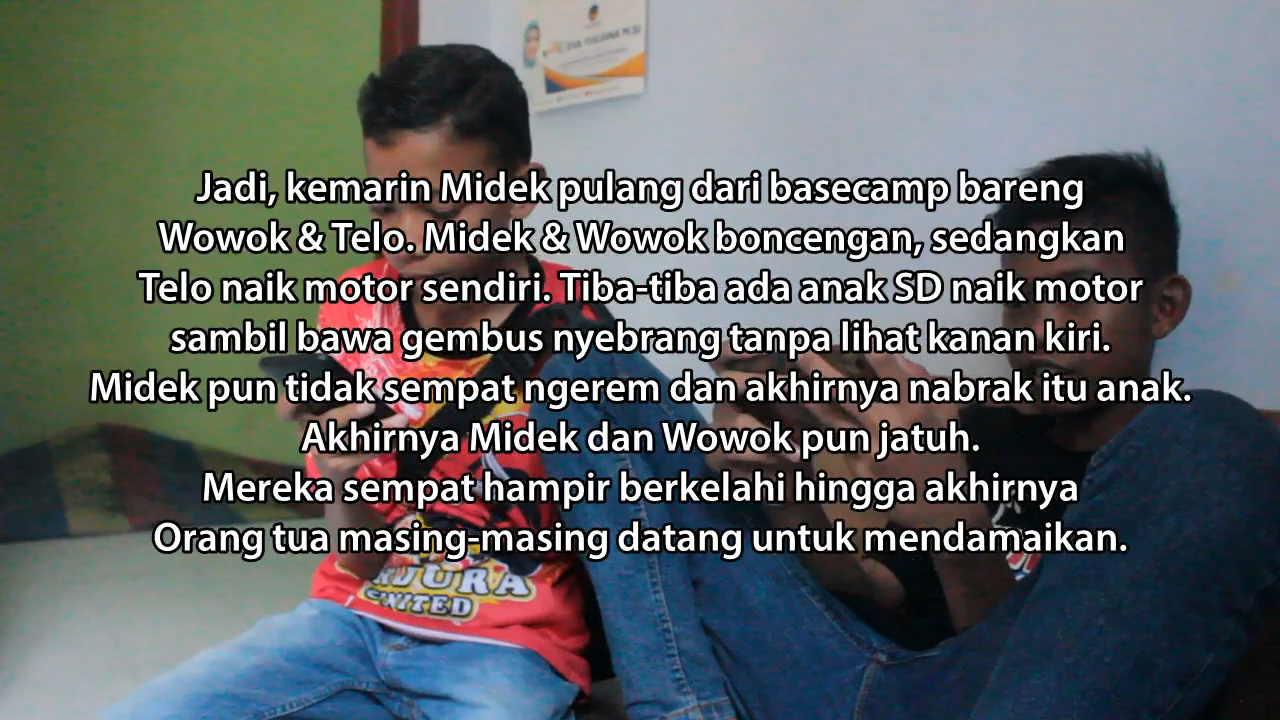 Jadi, kemarin Midek pulang dari basecamp bareng
Wowok & Telo. Midek & Wowok boncengan, sedangkan
Telo naik motor sendiri. Tiba-tiba ada anak SD naik motor
sambil bawa gembus nyebrang tanpa lihat kanan kiri.
Midek pun tidak sempat ngerem dan akhirnya nabrak itu anak.
Akhirnya Midek dan Wowok pun jatuh.
Mereka sempat hampir berkelahi hingga akhirnya
Orang tua masing-masing datang untuk mendamaikan.
UNITED